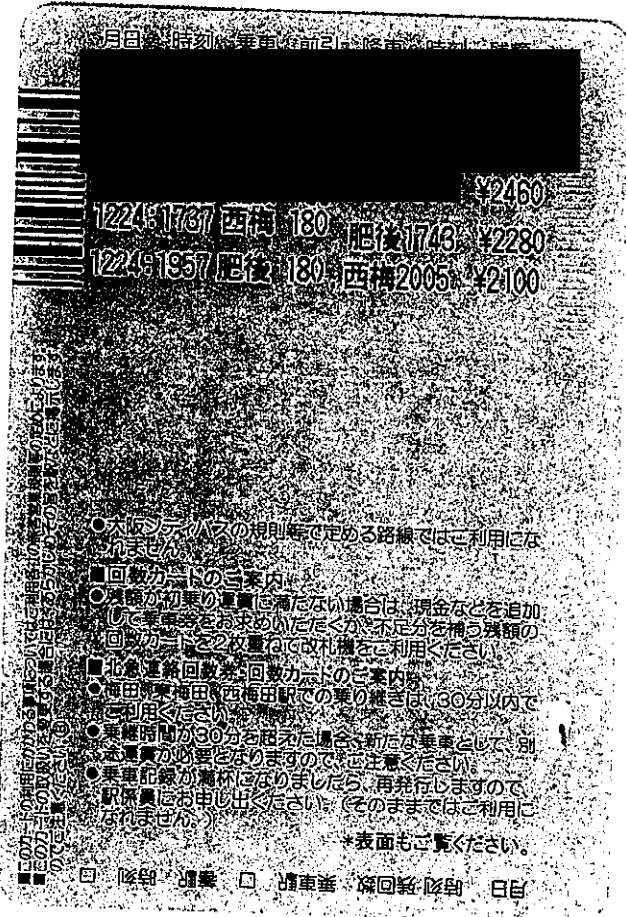 月日 時刻 乗車 割引 降車 時刻 残額
¥2460
1224 1737 西梅 180 肥後1743 ¥2280
1224 1957 肥後 180 西梅2005 ¥2100
●大阪シティバスの規則等で定める路線ではご利用にな
れません。
■回数カードのご案内
●残額が初乗り運賃に満たない場合は、現金などを追加
して乗車券をお求めいただくか、不足分を補う残額の
回数カードを2枚重ねて改札機をご利用ください。
■北急連絡回数券・回数カードのご案内
●梅田・東梅田・西梅田駅での乗り継ぎは、30分以内で
ご利用ください。
●乗継時間が30分を超えた場合、新たな乗車として、別
途運賃が必要となりますので、ご注意ください。
●乗車記録が満杯になりましたら、再発行しますので、
駅係員にお申し出ください。(そのままではご利用に
なれません。)
*表面もご覧ください。
月日 時刻 残回数 乗車駅